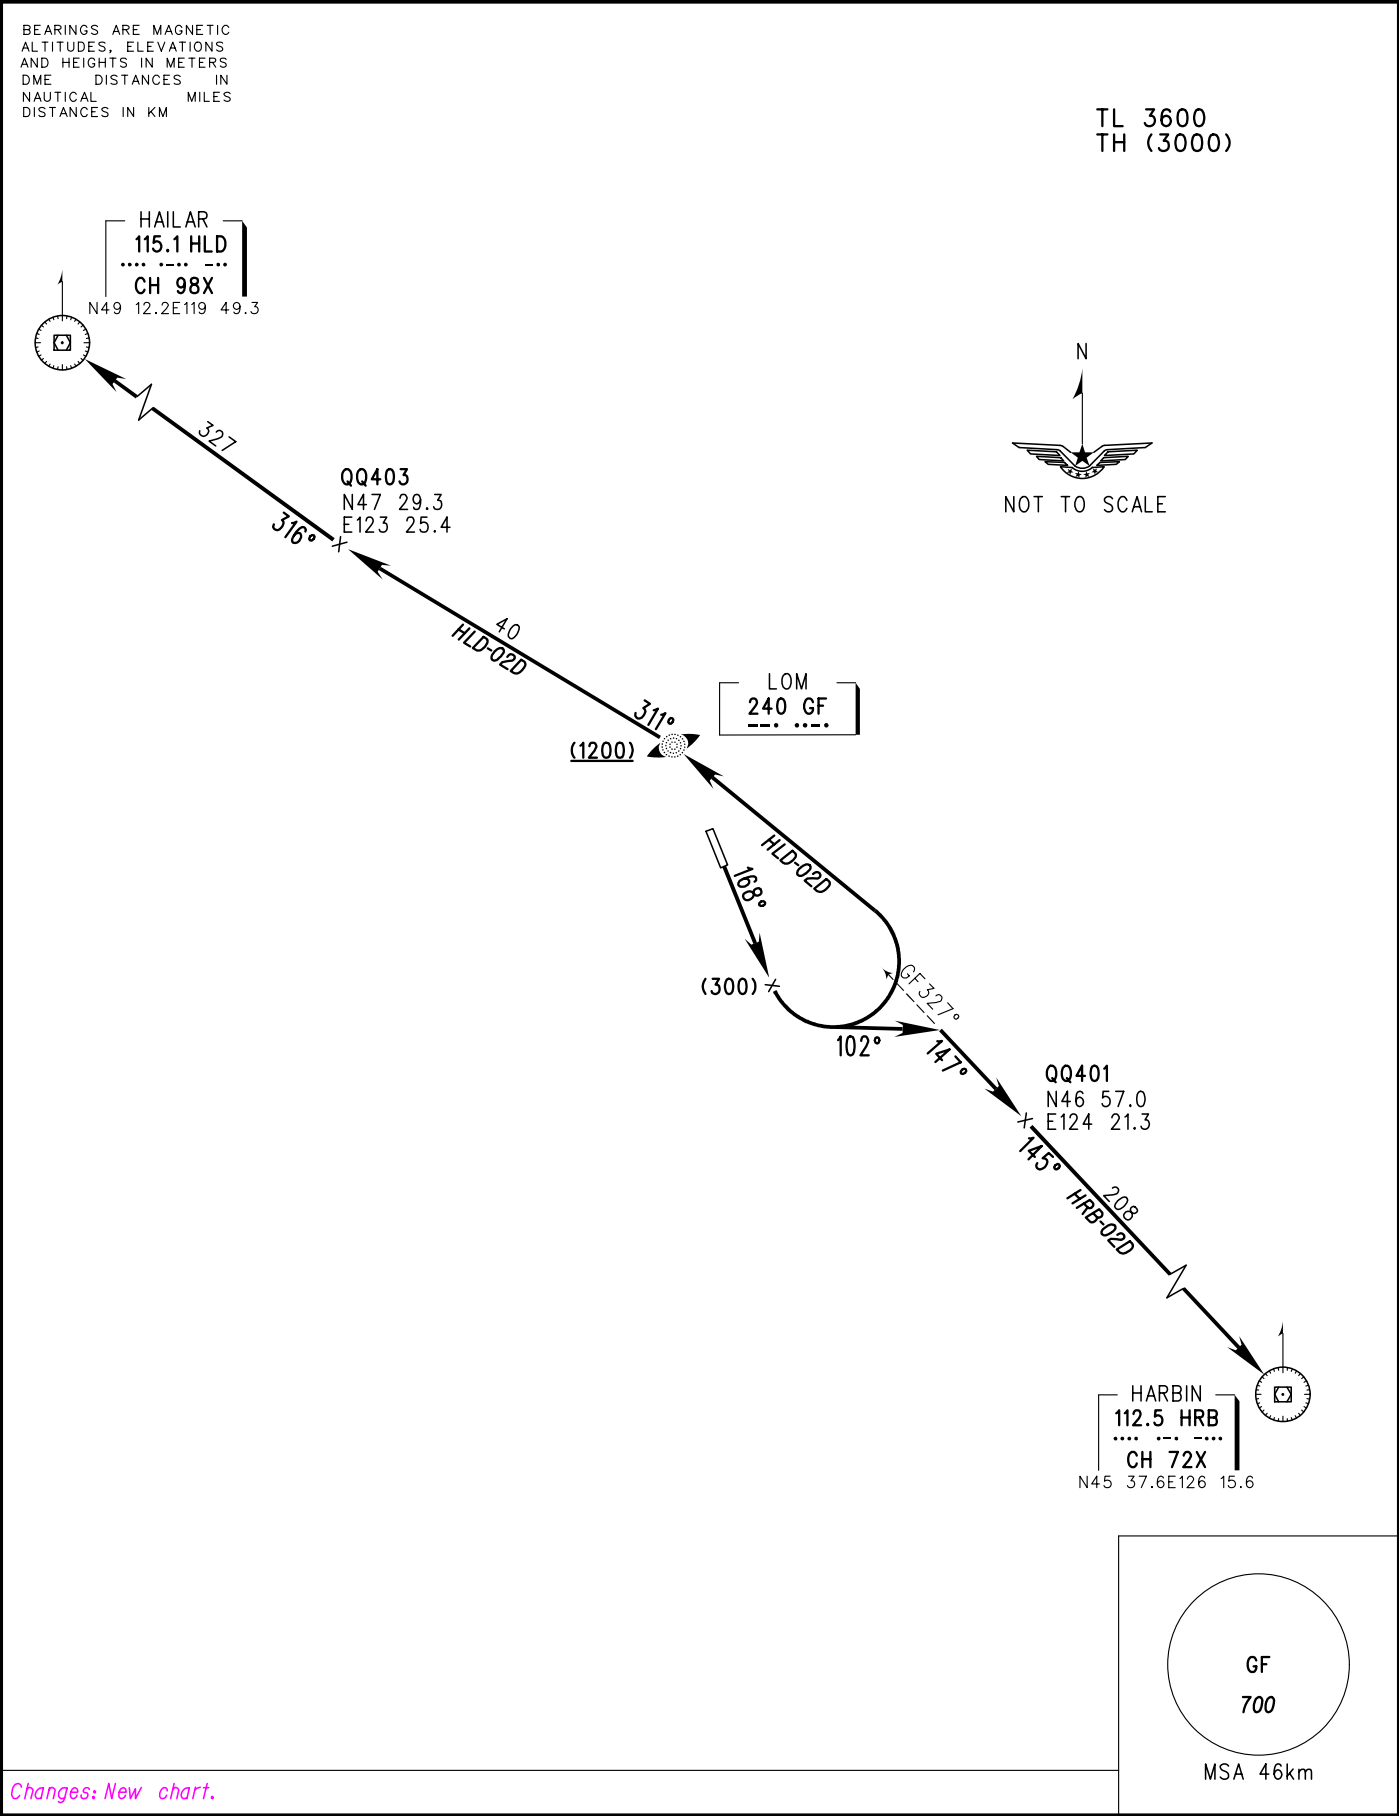 BEARINGS ARE MAGNETIC
ALTITUDES, ELEVATIONS
AND HEIGHTS IN METERS
DME DISTANCES IN
NAUTICAL MILES
DISTANCES IN KM
TL 3600
TH (3000)
HAILAR
115.1 HLD
CH 98X
N49 12.2E119 49.3
N
NOT TO SCALE
327
QQ403
N47 29.3
E123 25.4
316°
40
HLD-02D
311°
LOM
240 GF
(1200)
HLD-02D
168°
(300)
GF327°
102°
147°
QQ401
N46 57.0
E124 21.3
145°
208
HRB-02D
HARBIN
112.5 HRB
CH 72X
N45 37.6E126 15.6
GF
700
MSA 46km
Changes: New chart.